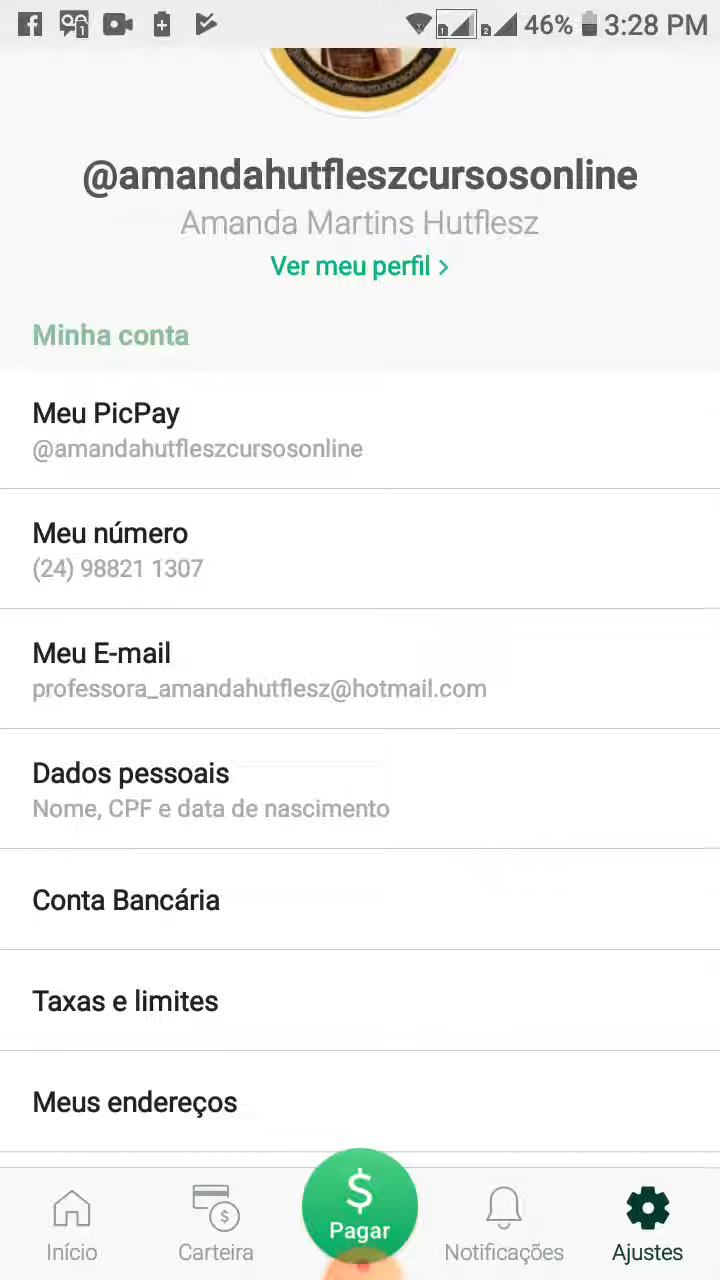 46% 3:28 PM
@amandahutfleszcursosonline
Amanda Martins Hutflesz
Ver meu perfil >
Minha conta
Meu PicPay
@amandahutfleszcursosonline
Meu número
(24) 98821 1307
Meu E-mail
professora_amandahutflesz@hotmail.com
Dados pessoais
Nome, CPF e data de nascimento
Conta Bancária
Taxas e limites
Meus endereços
$
Pagar
Início
Carteira
Notificações
Ajustes